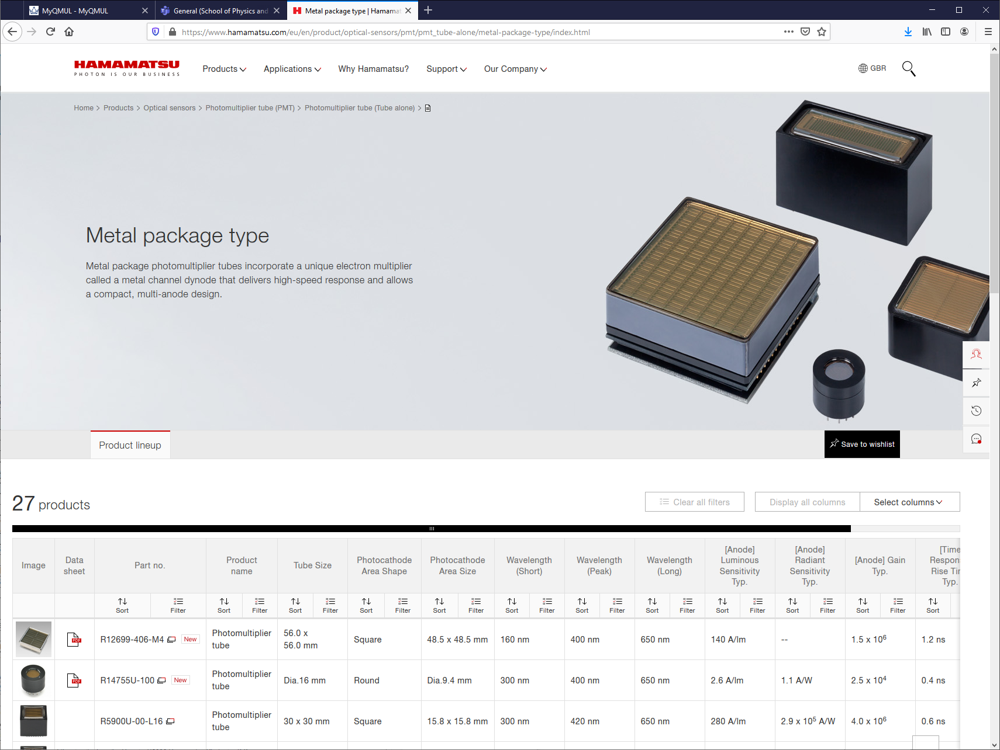 MyQMUL - MyQMUL
General (School of Physics and
Metal package type | Hamamat
https://www.hamamatsu.com/eu/en/product/optical-sensors/pmt/pmt_tube-alone/metal-package-type/index.html
HAMAMATSU
PHOTON IS OUR BUSINESS
Products
Applications
Why Hamamatsu?
Support
Our Company
GBR
Home > Products > Optical sensors > Photomultiplier tube (PMT) > Photomultiplier tube (Tube alone) >
Metal package type
Metal package photomultiplier tubes incorporate a unique electron multiplier
called a metal channel dynode that delivers high-speed response and allows
a compact, multi-anode design.
Product lineup
Save to wishlist
27 products
Clear all filters
Display all columns
Select columns
Image
Data
sheet
Part no.
Product
name
Tube Size
Photocathode
Area Shape
Photocathode
Area Size
Wavelength
(Short)
Wavelength
(Peak)
Wavelength
(Long)
[Anode]
Luminous
Sensitivity
Typ.
[Anode]
Radiant
Sensitivity
Typ.
[Anode] Gain
Typ.
[Time
Respon
Rise Tir
Typ.
Sort Filter Sort Filter Sort Filter Sort Filter Sort Filter Sort Filter Sort Filter Sort Filter Sort Filter Sort Filter Sort Filter Sort
PDF
R12699-406-M4 New
Photomultiplier
tube
56.0 x
56.0 mm
Square
48.5 x 48.5 mm
160 nm
400 nm
650 nm
140 A/lm
--
1.5 x 10⁶
1.2 ns
PDF
R14755U-100 New
Photomultiplier
tube
Dia.16 mm
Round
Dia.9.4 mm
300 nm
400 nm
650 nm
2.6 A/lm
1.1 A/W
2.5 x 10⁴
0.4 ns
R5900U-00-L16
Photomultiplier
tube
30 x 30 mm
Square
15.8 x 15.8 mm
300 nm
420 nm
650 nm
280 A/lm
2.9 x 10⁵ A/W
4.0 x 10⁶
0.6 ns